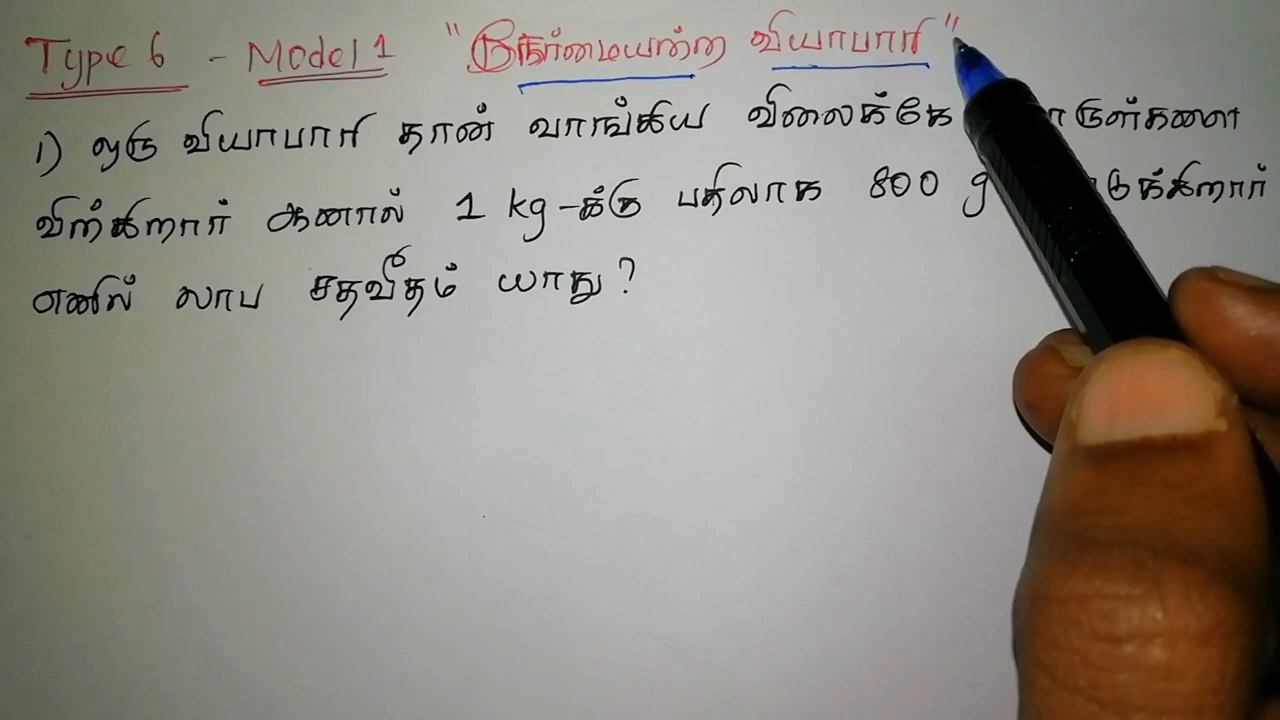 Type 6 - Model 1 "நேர்மையற்ற வியாபாரி"
1) ஒரு வியாபாரி தான் வாங்கிய விலைக்கே
விற்கிறார் ஆனால் 1 kg-க்கு பதிலாக 800 g
எனில் லாப சதவீதம் யாது?